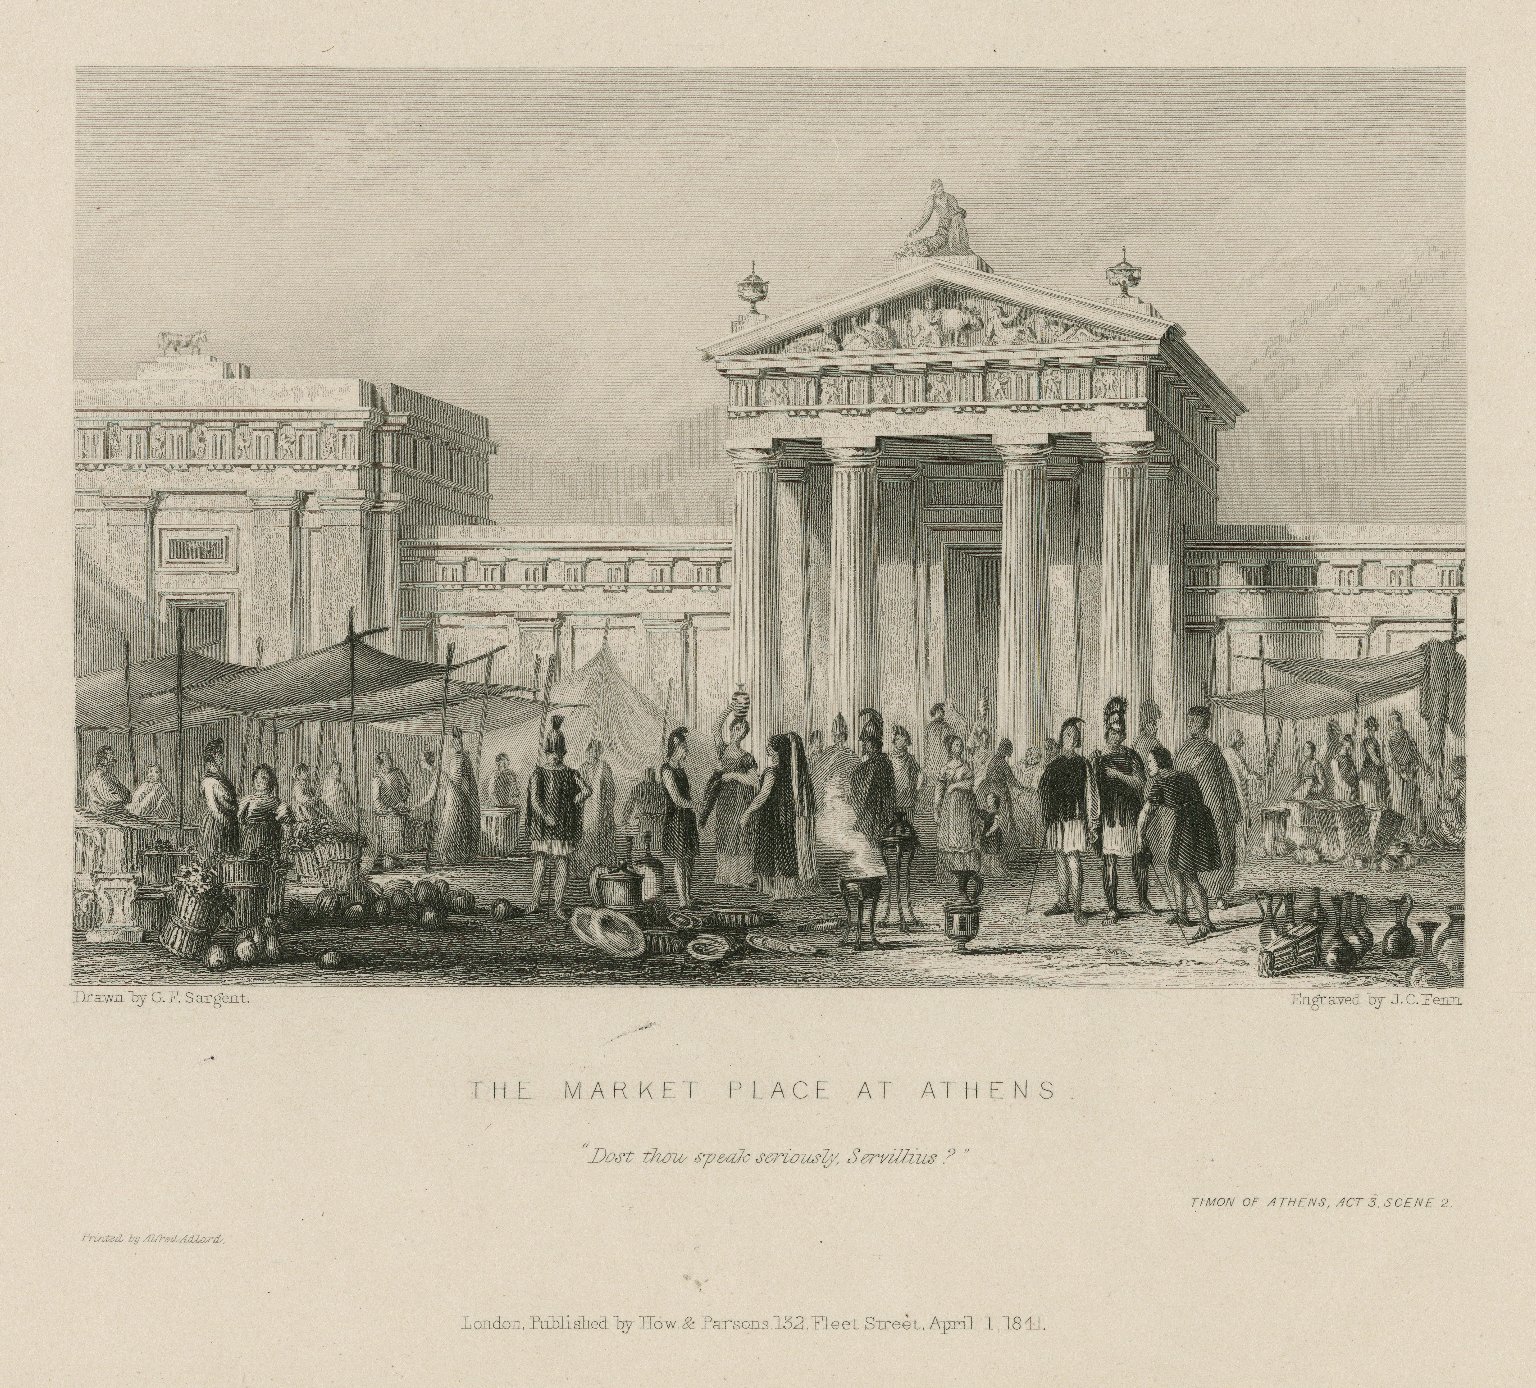 Drawn by G. F. Sargent.
Engraved by J. C. Fenn.
THE MARKET PLACE AT ATHENS.
"Dost thou speak seriously, Servilius?"
TIMON OF ATHENS, ACT 3, SCENE 2.
Printed by Alfred Adlard.
London, Published by How & Parsons, 132, Fleet Street, April 1, 1841.